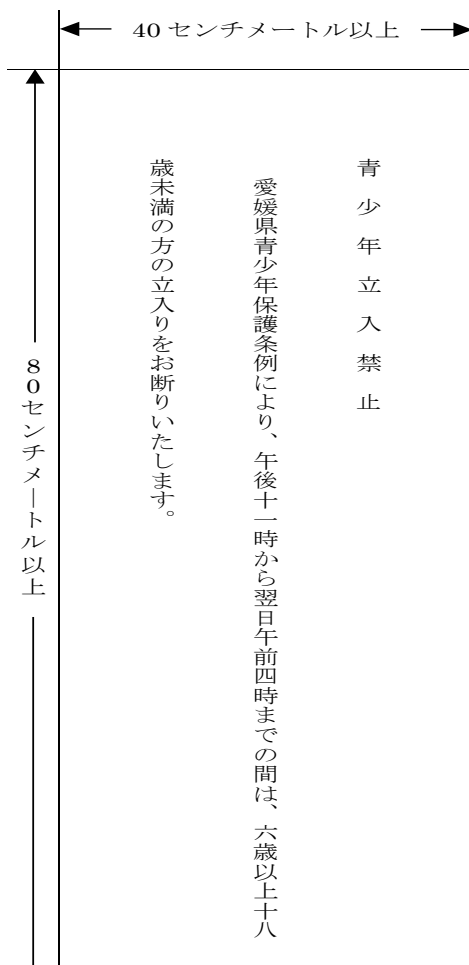 40センチメートル以上
青少年立入禁止
愛媛県青少年保護条例により、午後十一時から翌日午前四時までの間は、六歳以上十八
歳未満の方の立入りをお断りいたします。
80センチメートル以上